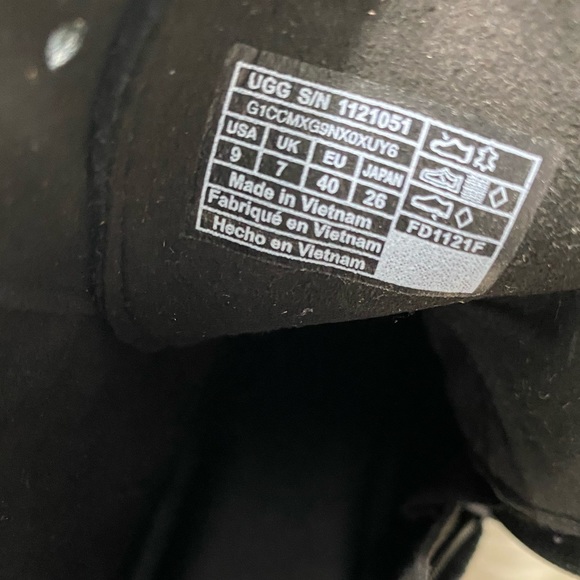 UGG S/N 1121051
G1CCMXG9NX0XUY6
USA UK EU JAPAN
9 7 40 26
Made in Vietnam
Fabriqué en Vietnam
Hecho en Vietnam
FD1121F